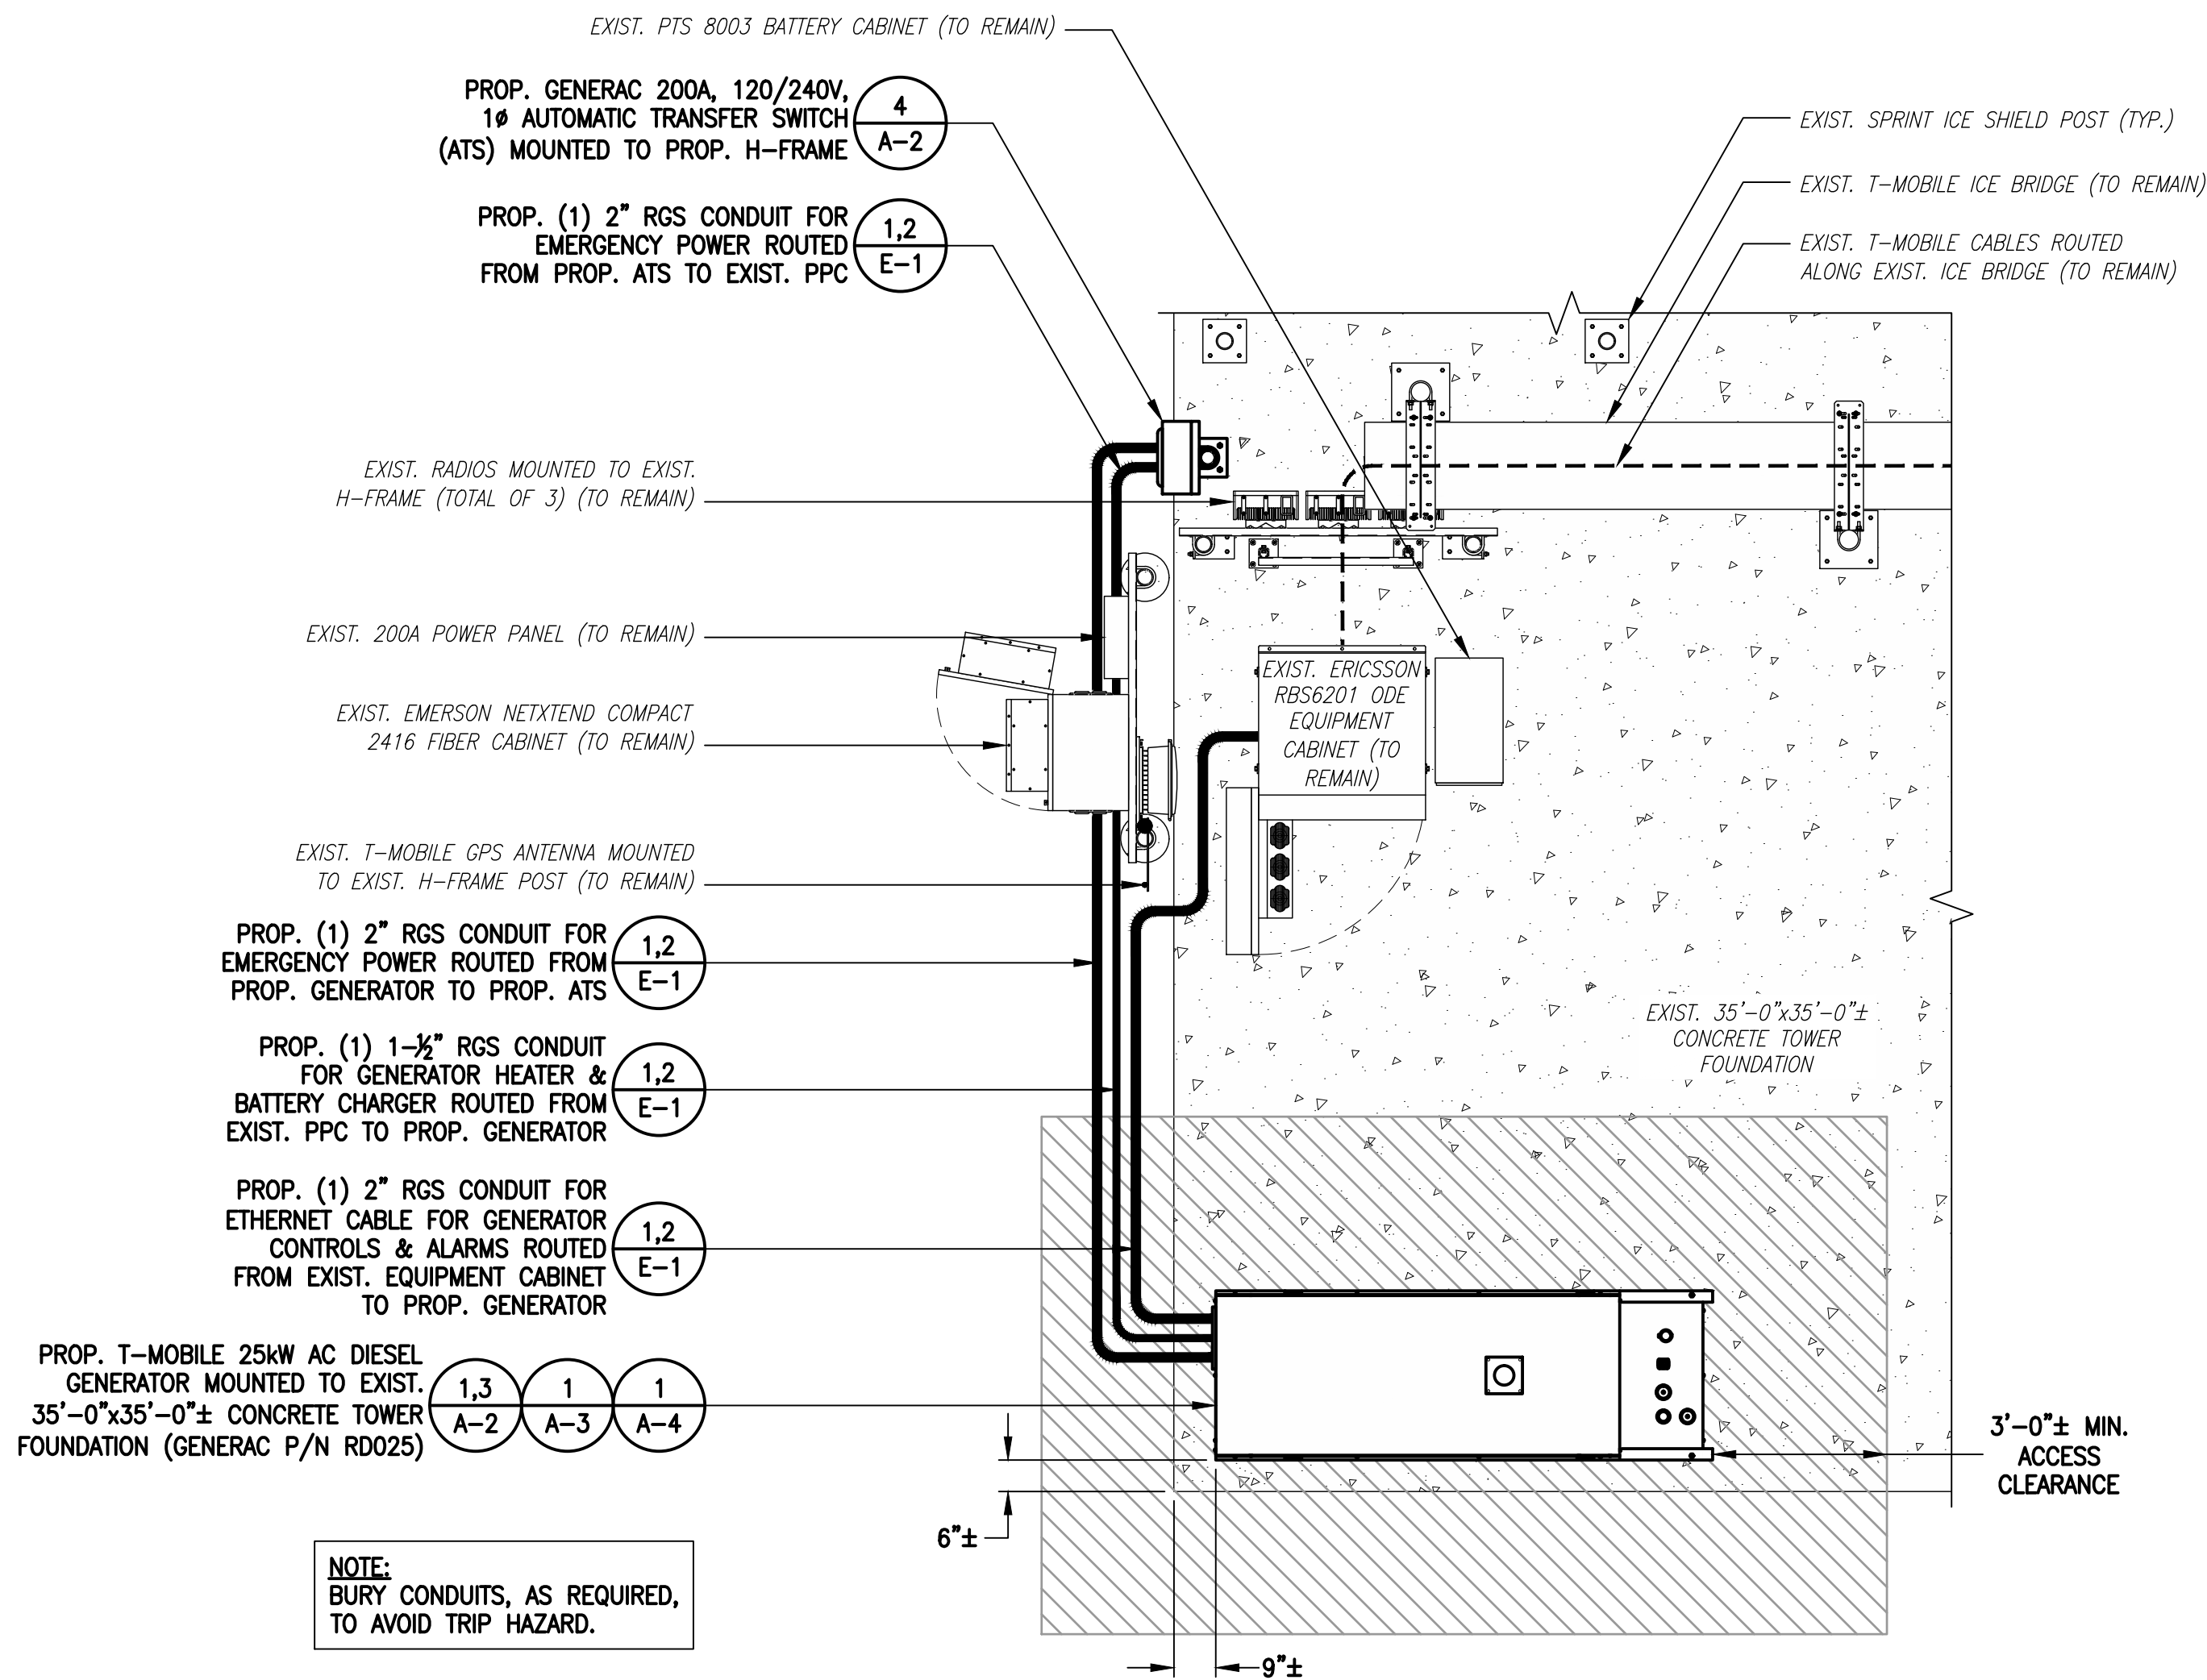 EXIST. PTS 8003 BATTERY CABINET (TO REMAIN)
PROP. GENERAC 200A, 120/240V,
1ø AUTOMATIC TRANSFER SWITCH
(ATS) MOUNTED TO PROP. H-FRAME
4
A-2
PROP. (1) 2" RGS CONDUIT FOR
EMERGENCY POWER ROUTED
FROM PROP. ATS TO EXIST. PPC
1,2
E-1
EXIST. SPRINT ICE SHIELD POST (TYP.)
EXIST. T-MOBILE ICE BRIDGE (TO REMAIN)
EXIST. T-MOBILE CABLES ROUTED
ALONG EXIST. ICE BRIDGE (TO REMAIN)
EXIST. RADIOS MOUNTED TO EXIST.
H-FRAME (TOTAL OF 3) (TO REMAIN)
EXIST. 200A POWER PANEL (TO REMAIN)
EXIST. EMERSON NETXTEND COMPACT
2416 FIBER CABINET (TO REMAIN)
EXIST. ERICSSON
RBS6201 ODE
EQUIPMENT
CABINET (TO
REMAIN)
EXIST. T-MOBILE GPS ANTENNA MOUNTED
TO EXIST. H-FRAME POST (TO REMAIN)
PROP. (1) 2" RGS CONDUIT FOR
EMERGENCY POWER ROUTED FROM
PROP. GENERATOR TO PROP. ATS
1,2
E-1
EXIST. 35'-0"x35'-0"±
CONCRETE TOWER
FOUNDATION
PROP. (1) 1-½" RGS CONDUIT
FOR GENERATOR HEATER &
BATTERY CHARGER ROUTED FROM
EXIST. PPC TO PROP. GENERATOR
1,2
E-1
PROP. (1) 2" RGS CONDUIT FOR
ETHERNET CABLE FOR GENERATOR
CONTROLS & ALARMS ROUTED
FROM EXIST. EQUIPMENT CABINET
TO PROP. GENERATOR
1,2
E-1
PROP. T-MOBILE 25kW AC DIESEL
GENERATOR MOUNTED TO EXIST.
35'-0"x35'-0"± CONCRETE TOWER
FOUNDATION (GENERAC P/N RD025)
1,3
A-2
1
A-3
1
A-4
3'-0"± MIN.
ACCESS
CLEARANCE
6"±
9"±
NOTE:
BURY CONDUITS, AS REQUIRED,
TO AVOID TRIP HAZARD.